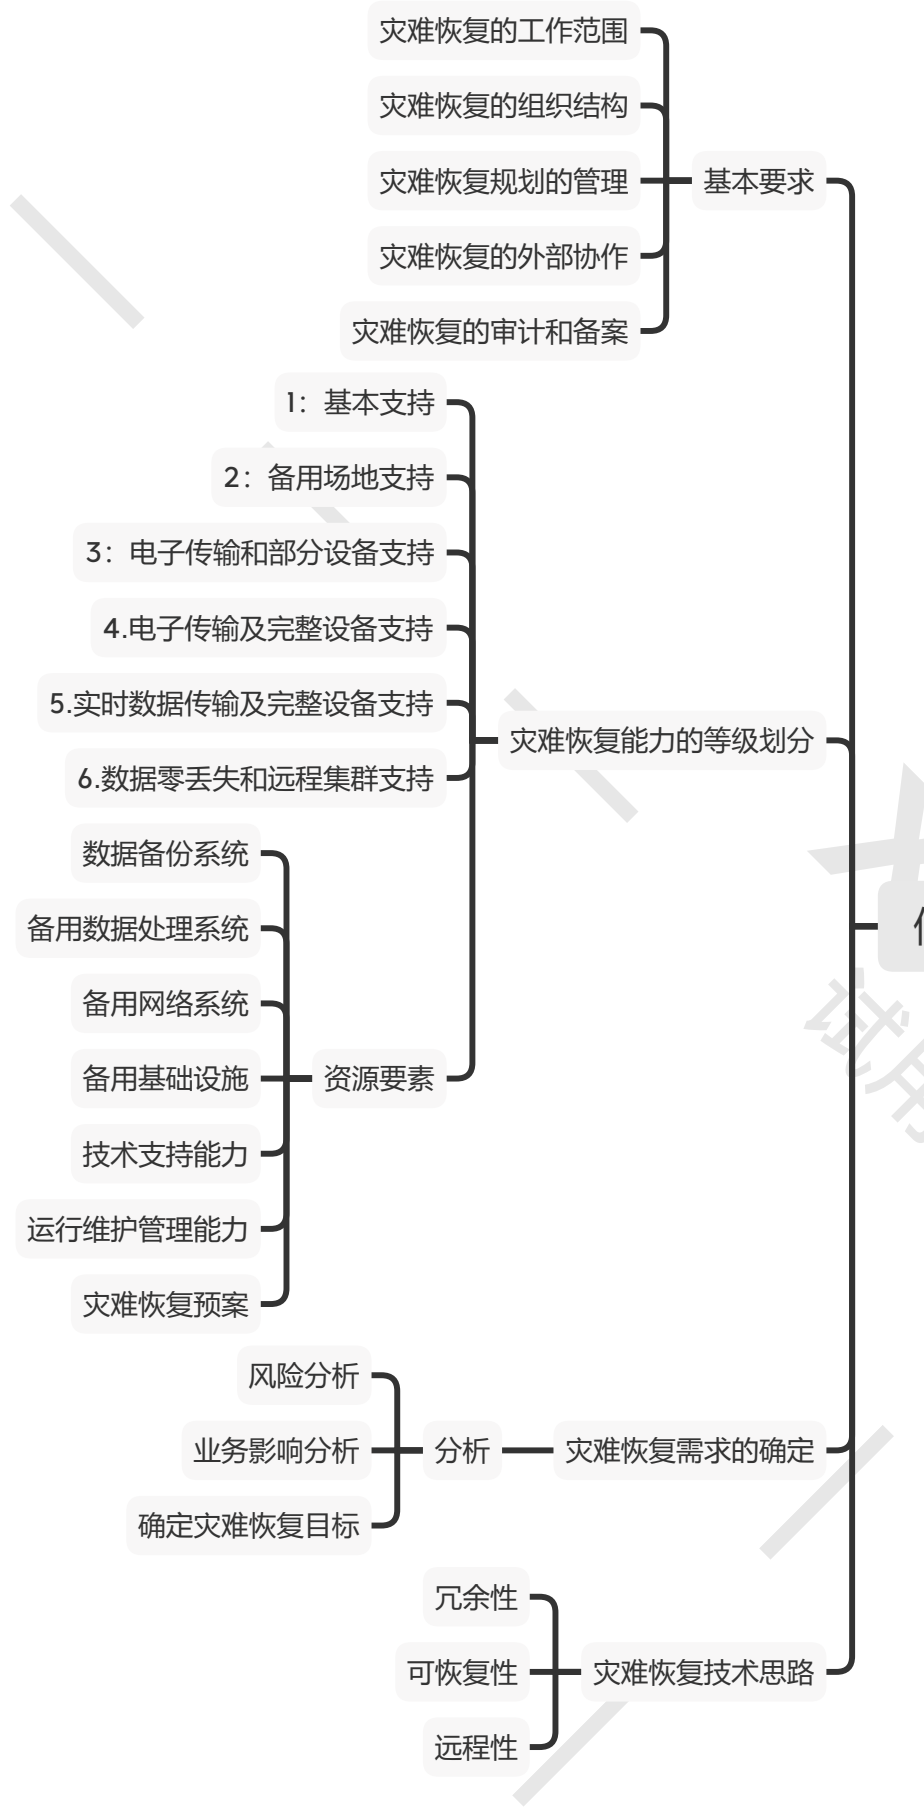 灾难恢复的工作范围
灾难恢复的组织结构
灾难恢复规划的管理
基本要求
灾难恢复的外部协作
灾难恢复的审计和备案
1：基本支持
2：备用场地支持
3：电子传输和部分设备支持
4.电子传输及完整设备支持
5.实时数据传输及完整设备支持
灾难恢复能力的等级划分
6.数据零丢失和远程集群支持
数据备份系统
备用数据处理系统
备用网络系统
备用基础设施
资源要素
技术支持能力
运行维护管理能力
灾难恢复预案
风险分析
业务影响分析
分析
灾难恢复需求的确定
确定灾难恢复目标
冗余性
可恢复性
灾难恢复技术思路
远程性
试用